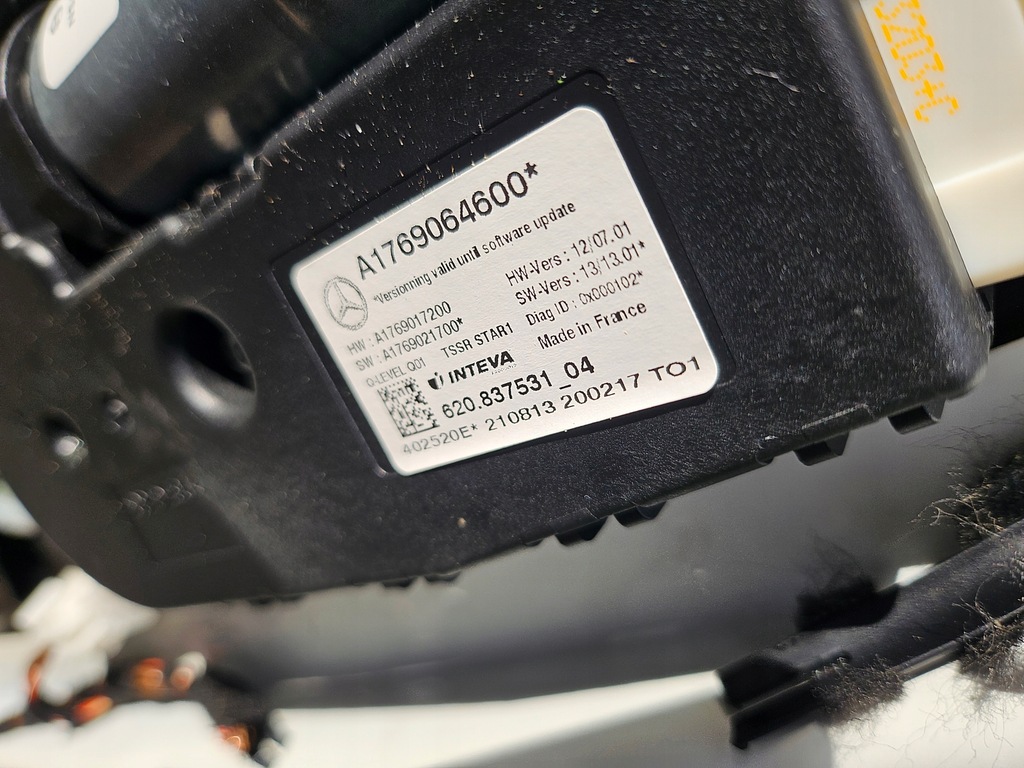 A1769064600*
*Versionning valid until software update
HW : A1769017200 HW-Vers : 12/07.01
SW : A1769021700* SW-Vers : 13/13.01*
Q-LEVEL:Q01 TSSR STAR1 Diag ID : 0x000102*
INTEVA Made in France
620.837531_04
402520E* 210813 200217 TO1